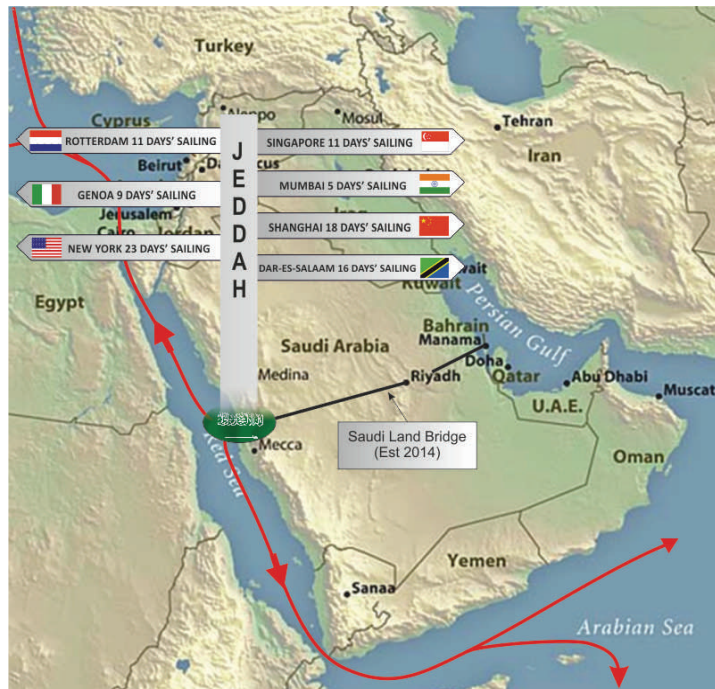 Turkey
Cyprus
Aleppo
Mosul
Tehran
Iran
ROTTERDAM 11 DAYS' SAILING
SINGAPORE 11 DAYS' SAILING
Beirut
GENOA 9 DAYS' SAILING
MUMBAI 5 DAYS' SAILING
Jerusalem
Cairo
Jordan
NEW YORK 23 DAYS' SAILING
SHANGHAI 18 DAYS' SAILING
DAR-ES-SALAAM 16 DAYS' SAILING
JEDDAH
Kuwait
Egypt
Persian Gulf
Bahrain
Manama
Saudi Arabia
Doha
Qatar
Medina
Riyadh
Abu Dhabi
Muscat
U.A.E.
Mecca
Red Sea
Saudi Land Bridge
(Est 2014)
Oman
Yemen
Sanaa
Arabian Sea